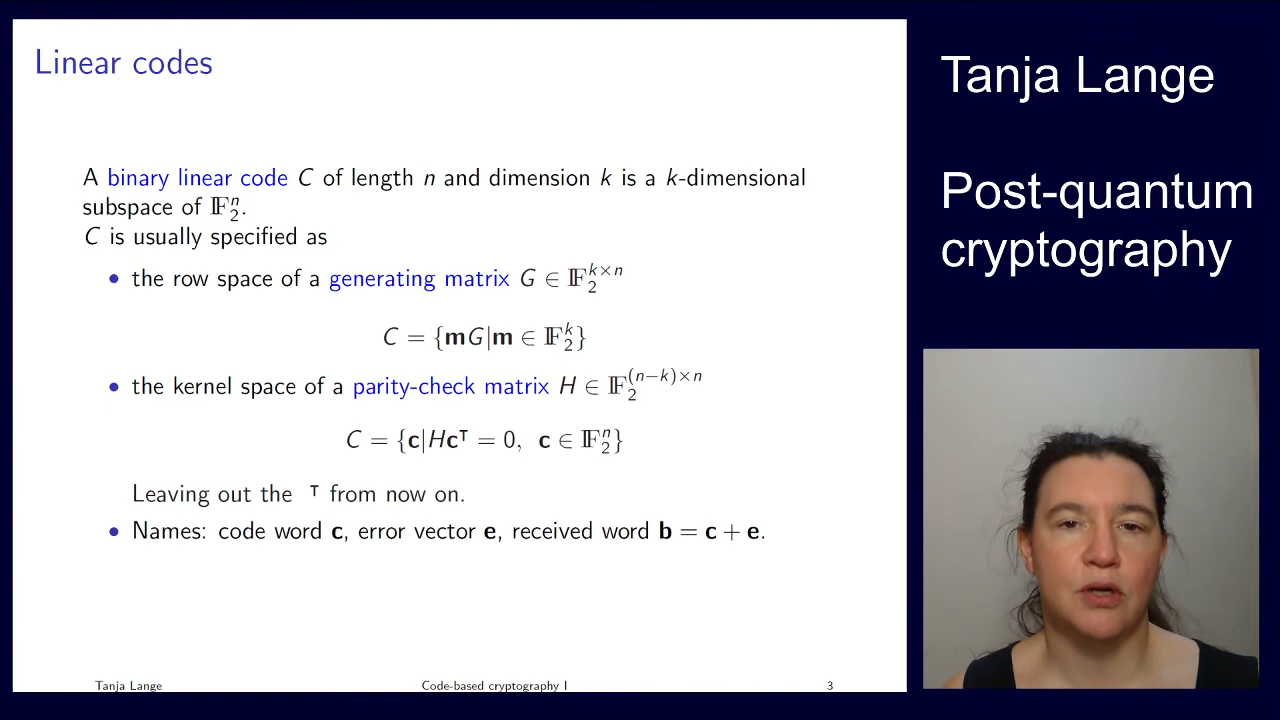 Linear codes
A binary linear code C of length n and dimension k is a k-dimensional
subspace of 𝔽₂ⁿ.
C is usually specified as
• the row space of a generating matrix G ∈ 𝔽₂^{k×n}
C = {mG|m ∈ 𝔽₂ᵏ}
• the kernel space of a parity-check matrix H ∈ 𝔽₂^{(n−k)×n}
C = {c|Hcᵀ = 0, c ∈ 𝔽₂ⁿ}
Leaving out the ᵀ from now on.
• Names: code word c, error vector e, received word b = c + e.
Tanja Lange
Code-based cryptography I
3
Tanja Lange
Post-quantum
cryptography